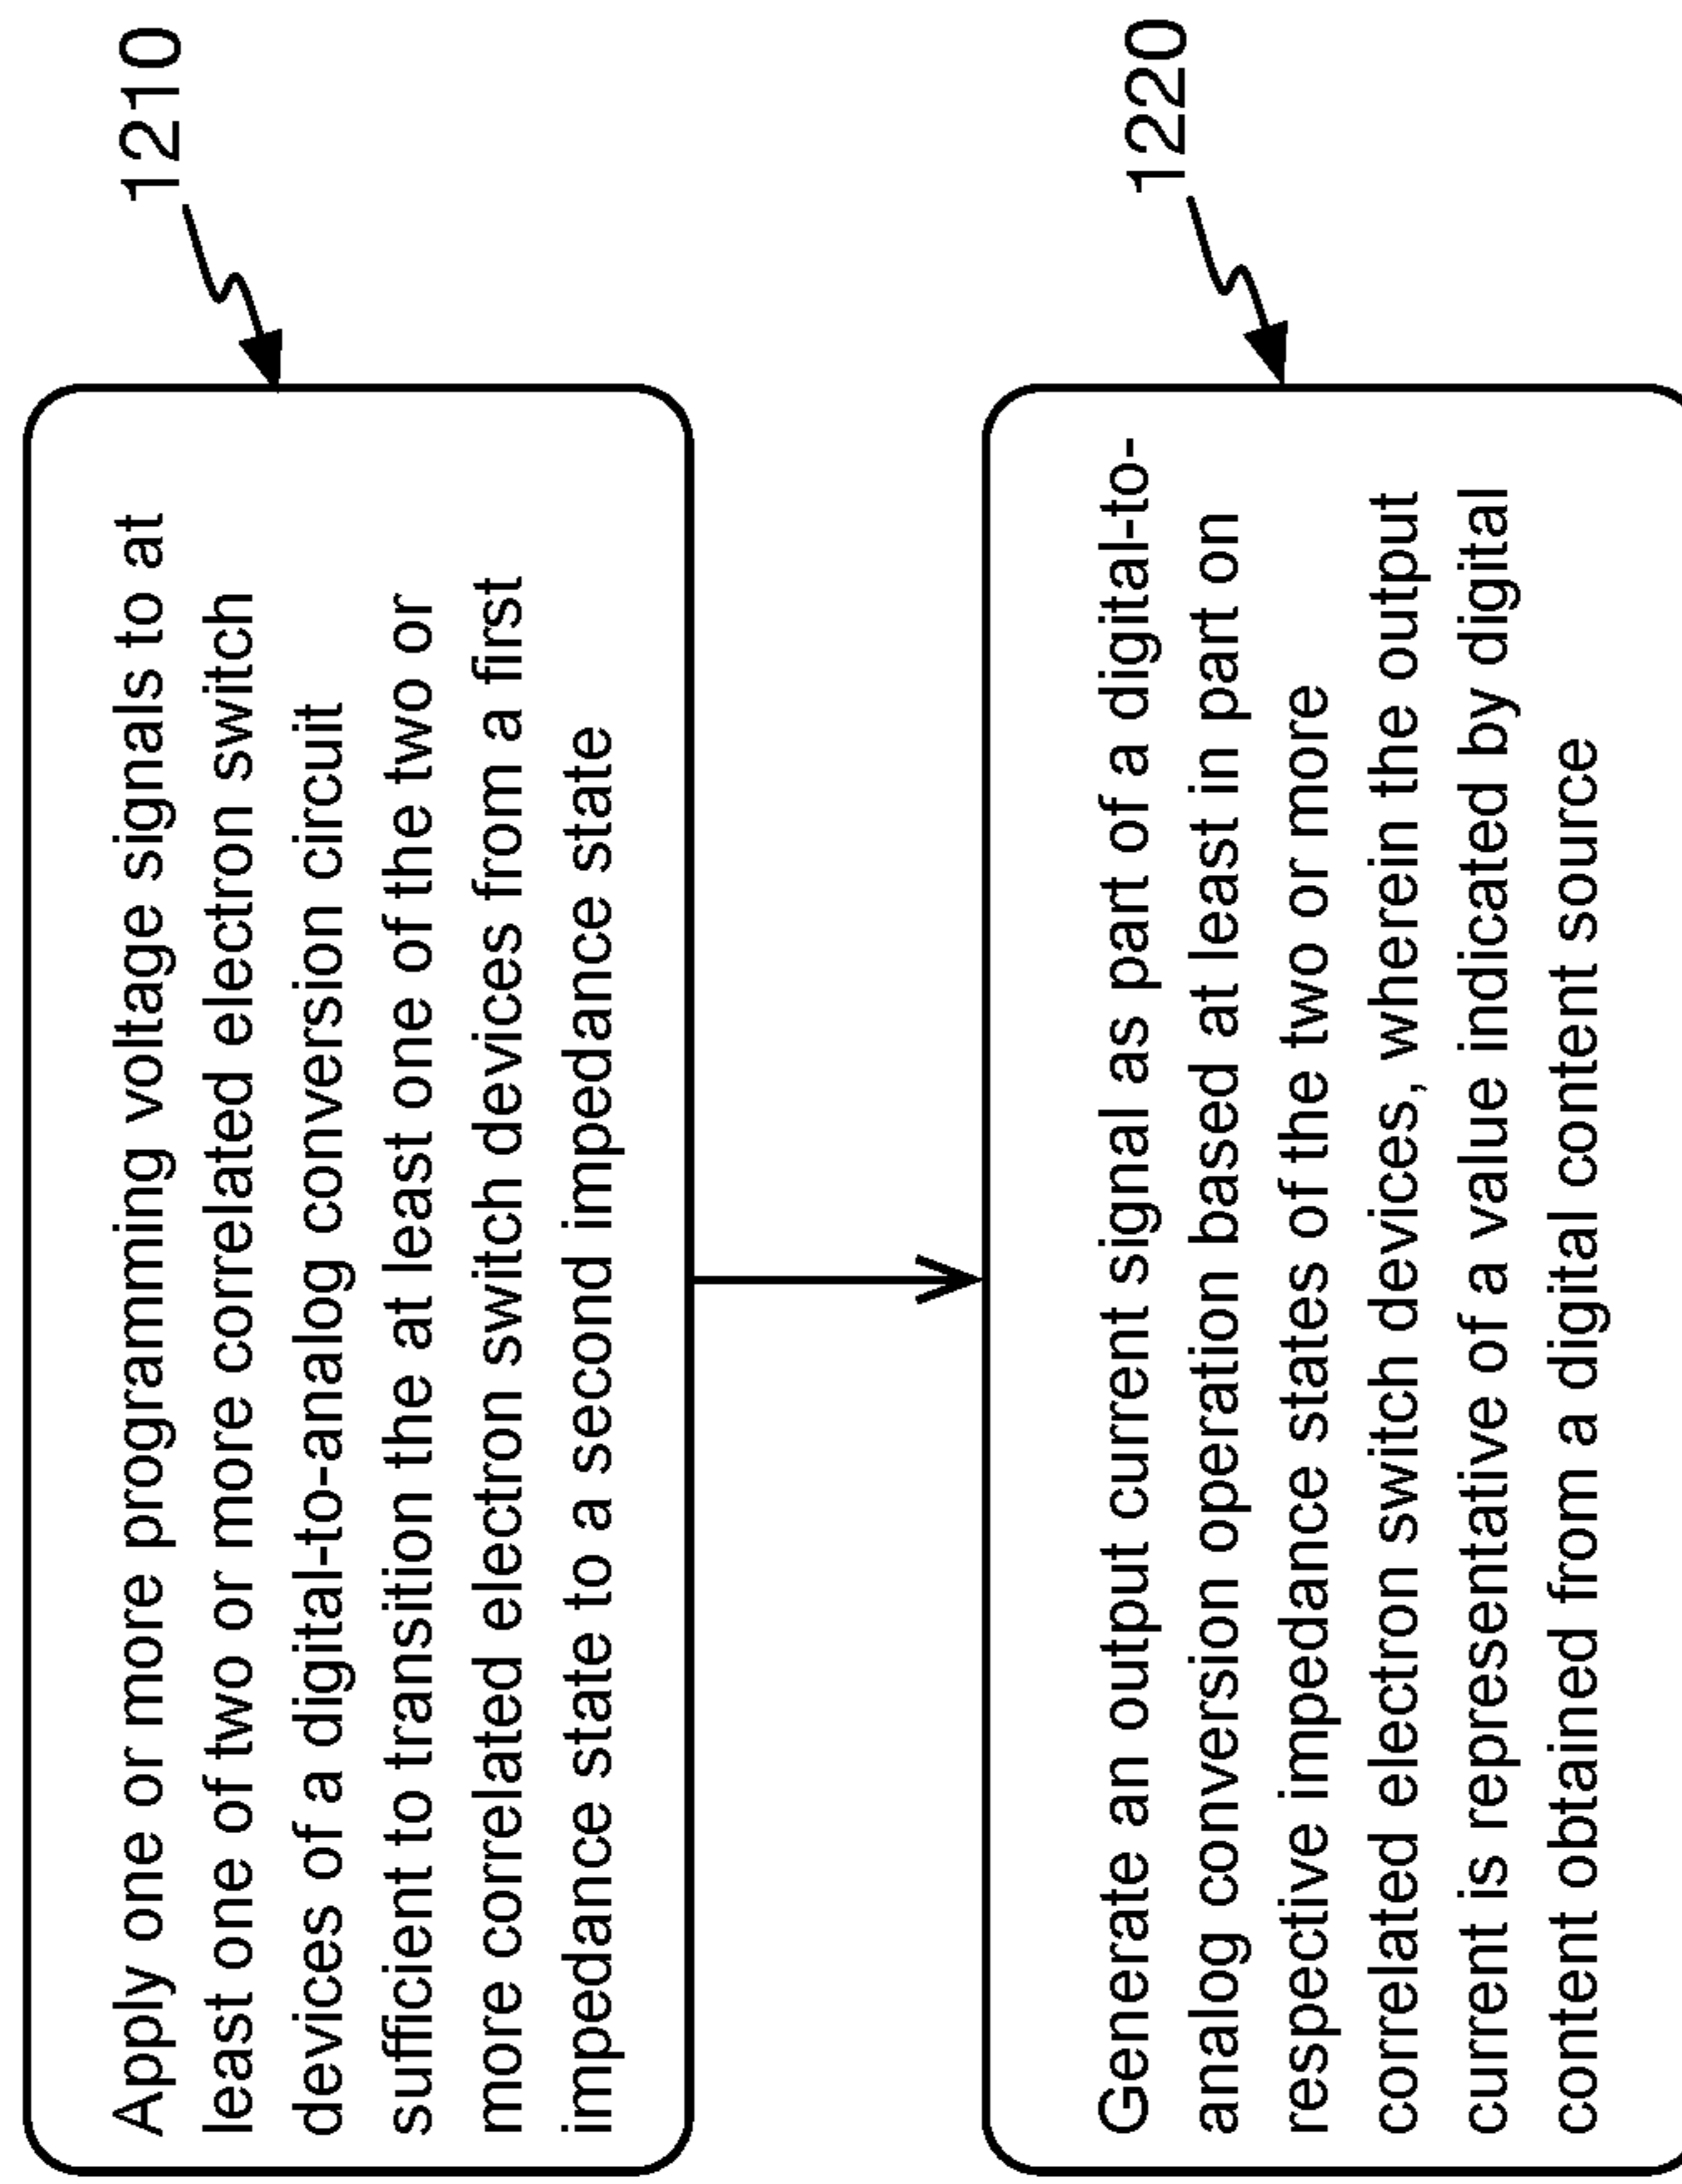 1210
Apply one or more programming voltage signals to at
least one of two or more correlated electron switch
devices of a digital-to-analog conversion circuit
sufficient to transition the at least one of the two or
more correlated electron switch devices from a first
impedance state to a second impedance state
1220
Generate an output current signal as part of a digital-to-
analog conversion operation based at least in part on
respective impedance states of the two or more
correlated electron switch devices, wherein the output
current is representative of a value indicated by digital
content obtained from a digital content source